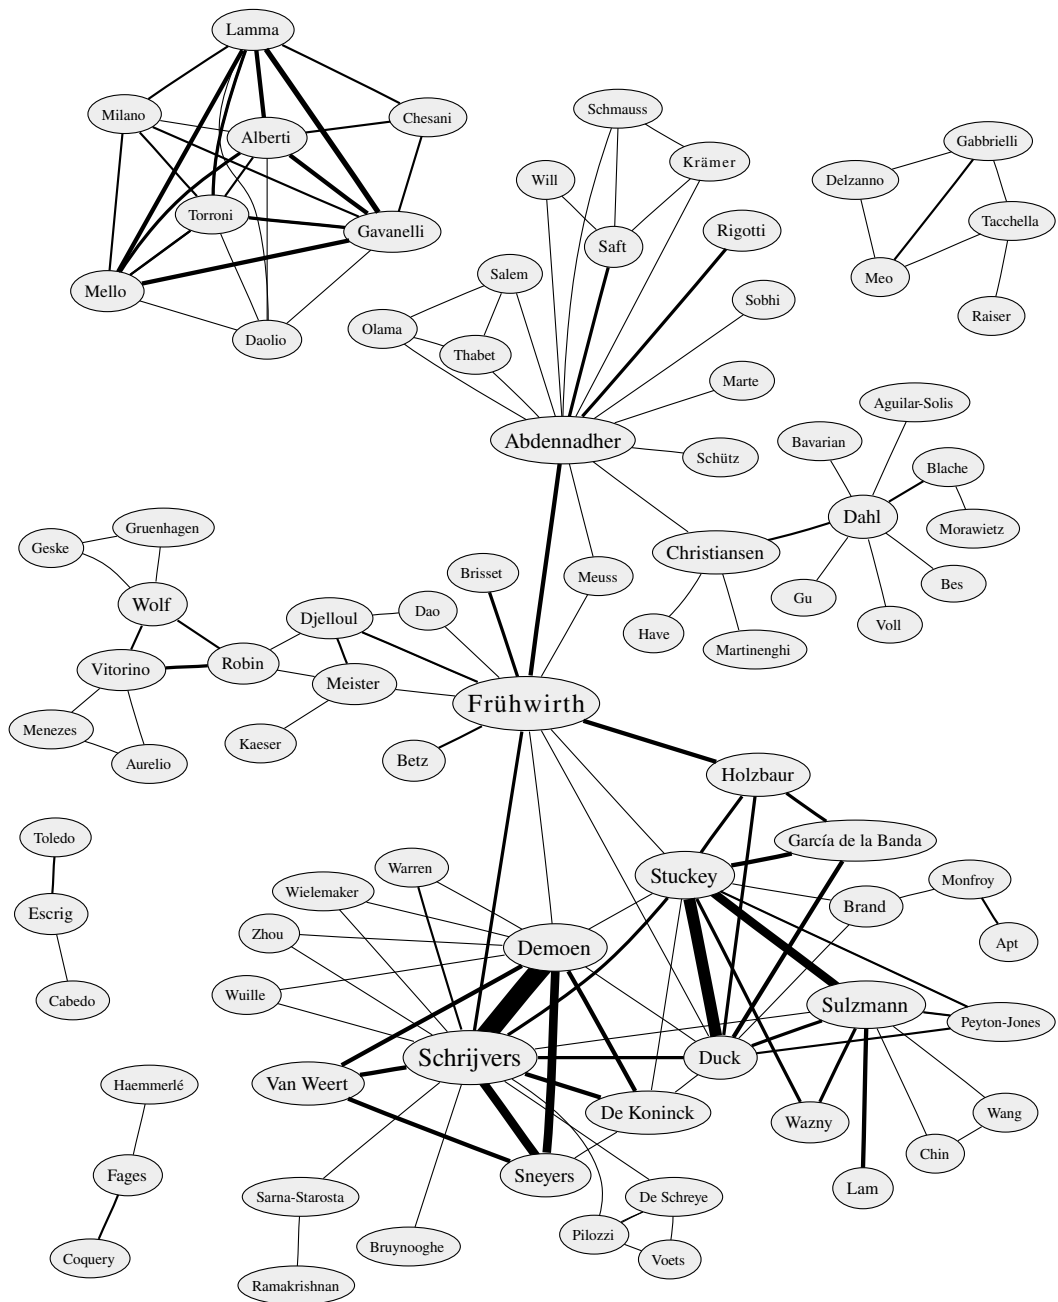 Lamma
Milano
Chesani
Alberti
Torroni
Gavanelli
Mello
Daolio
Schmauss
Krämer
Will
Saft
Rigotti
Salem
Sobhi
Olama
Thabet
Marte
Abdennadher
Schütz
Gabbrielli
Delzanno
Tacchella
Meo
Raiser
Aguilar-Solis
Bavarian
Blache
Dahl
Morawietz
Christiansen
Bes
Gu
Voll
Have
Martinenghi
Gruenhagen
Geske
Wolf
Brisset
Meuss
Djelloul
Dao
Vitorino
Robin
Meister
Frühwirth
Menezes
Aurelio
Kaeser
Betz
Holzbaur
García de la Banda
Toledo
Escrig
Cabedo
Warren
Wielemaker
Zhou
Wuille
Demoen
Stuckey
Brand
Monfroy
Apt
Sulzmann
Peyton-Jones
Schrijvers
Duck
Van Weert
De Koninck
Wazny
Wang
Chin
Lam
Sneyers
Haemmerlé
Fages
Coquery
Sarna-Starosta
Ramakrishnan
Bruynooghe
De Schreye
Pilozzi
Voets